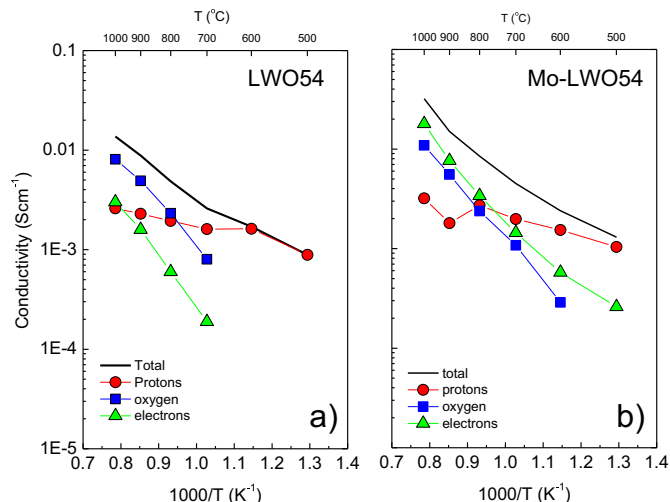 T (°C)
1000 900 800 700 600 500
LWO54
0.1
0.01
1E-3
1E-4
1E-5
Conductivity (Scm⁻¹)
Total
Protons
oxygen
electrons
a)
0.7 0.8 0.9 1.0 1.1 1.2 1.3 1.4
1000/T (K⁻¹)
T (°C)
1000 900 800 700 600 500
Mo-LWO54
total
protons
oxygen
electrons
b)
0.7 0.8 0.9 1.0 1.1 1.2 1.3 1.4
1000/T (K⁻¹)